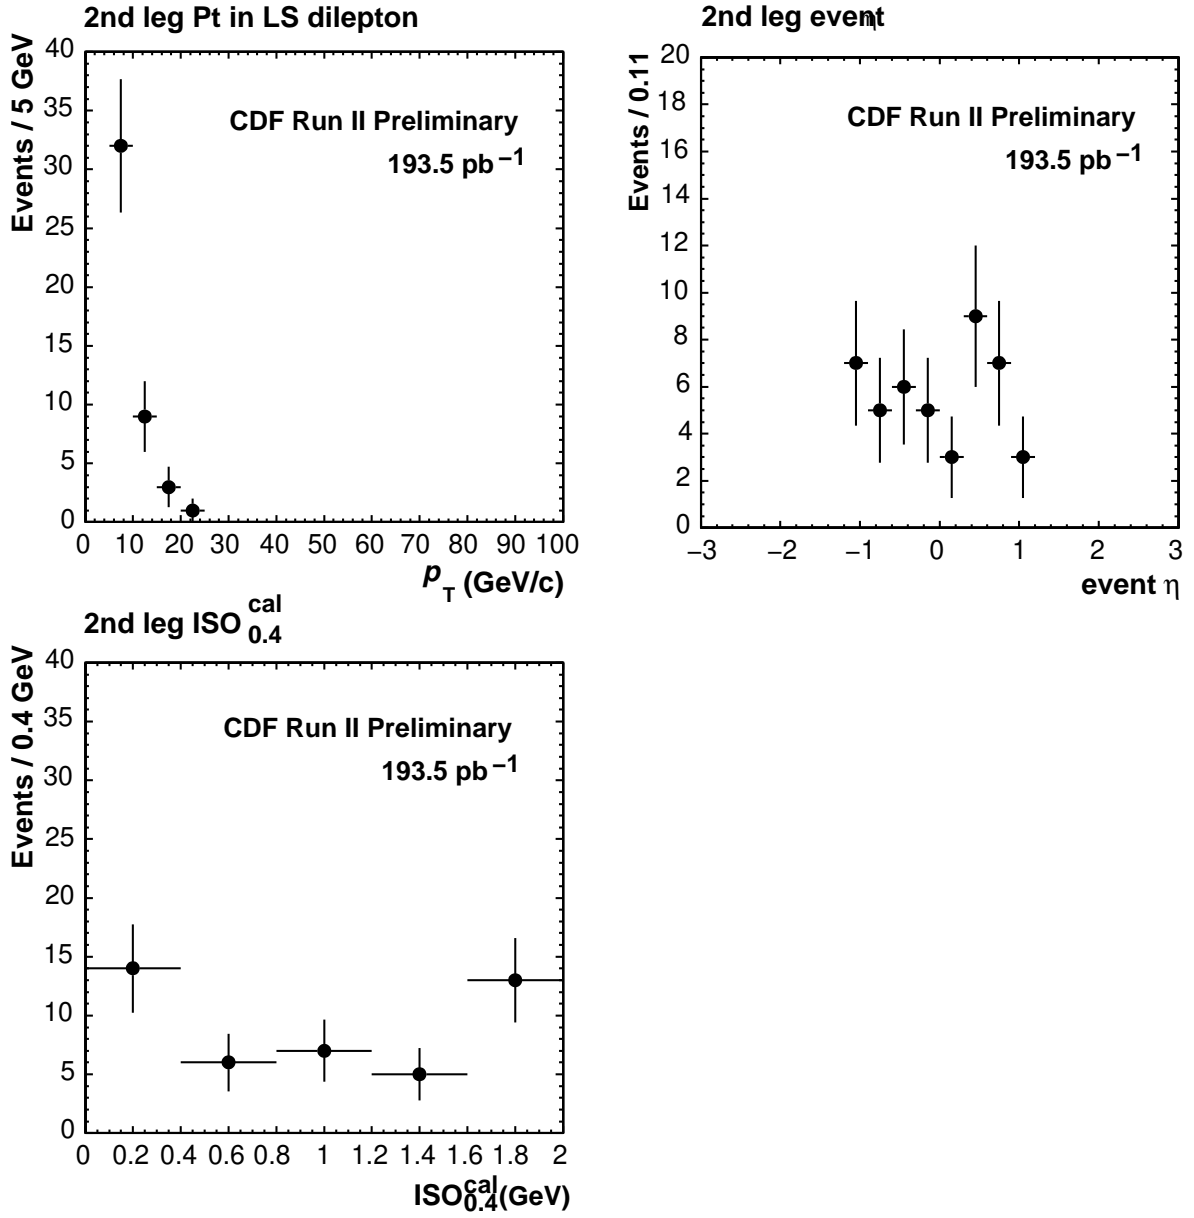 2nd leg Pt in LS dilepton
Events / 5 GeV
40
35
30
25
20
15
10
5
0
CDF Run II Preliminary
193.5 pb−1
0 10 20 30 40 50 60 70 80 90 100
pT (GeV/c)
2nd leg event η
Events / 0.11
20
18
16
14
12
10
8
6
4
2
0
CDF Run II Preliminary
193.5 pb−1
−3 −2 −1 0 1 2 3
event η
2nd leg ISO cal 0.4
Events / 0.4 GeV
40
35
30
25
20
15
10
5
0
CDF Run II Preliminary
193.5 pb−1
0 0.2 0.4 0.6 0.8 1 1.2 1.4 1.6 1.8 2
ISO cal 0.4 (GeV)